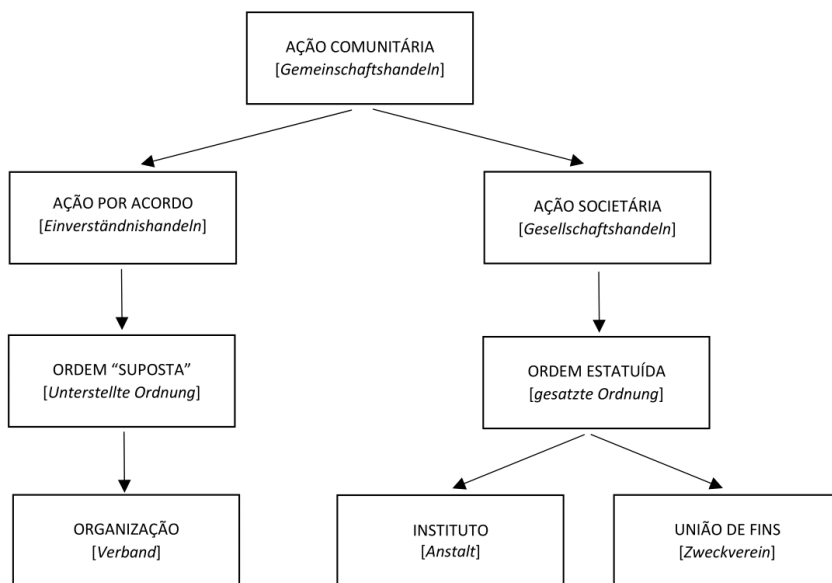 AÇÃO COMUNITÁRIA
[Gemeinschaftshandeln]
AÇÃO POR ACORDO
[Einverständnishandeln]
AÇÃO SOCIETÁRIA
[Gesellschaftshandeln]
ORDEM “SUPOSTA”
[Unterstellte Ordnung]
ORDEM ESTATUÍDA
[gesatzte Ordnung]
ORGANIZAÇÃO
[Verband]
INSTITUTO
[Anstalt]
UNIÃO DE FINS
[Zweckverein]